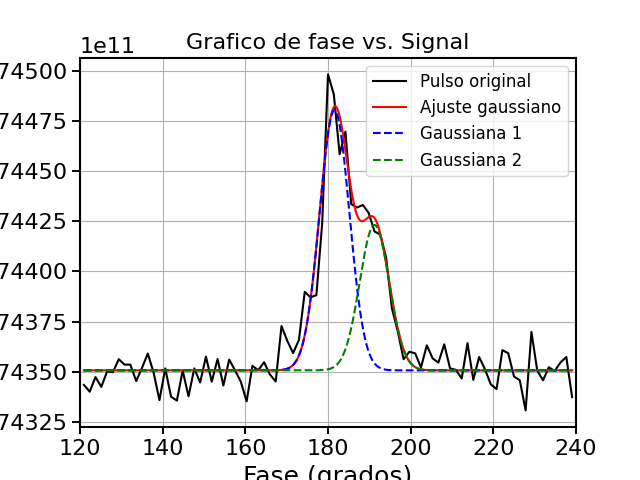 Grafico de fase vs. Signal
1e11
74500
74475
74450
74425
74400
74375
74350
74325
Pulso original
Ajuste gaussiano
Gaussiana 1
Gaussiana 2
120 140 160 180 200 220 240
Fase (grados)